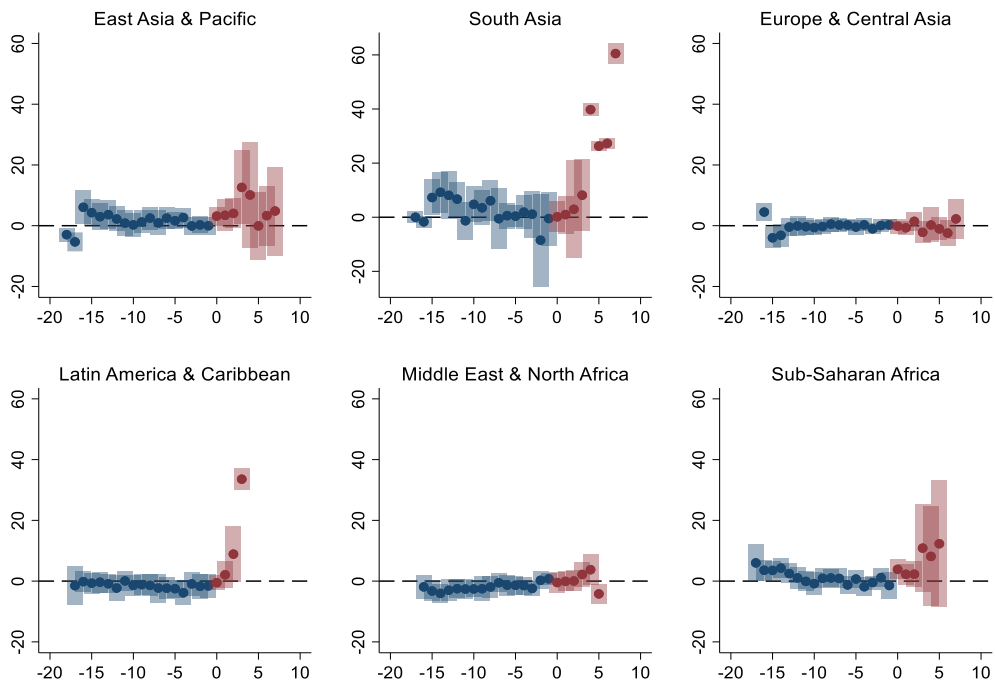 East Asia & Pacific
South Asia
Europe & Central Asia
60
40
20
0
-20
-20 -15 -10 -5 0 5 10
60
40
20
0
-20
-20 -15 -10 -5 0 5 10
60
40
20
0
-20
-20 -15 -10 -5 0 5 10
Latin America & Caribbean
Middle East & North Africa
Sub-Saharan Africa
60
40
20
0
-20
-20 -15 -10 -5 0 5 10
60
40
20
0
-20
-20 -15 -10 -5 0 5 10
60
40
20
0
-20
-20 -15 -10 -5 0 5 10